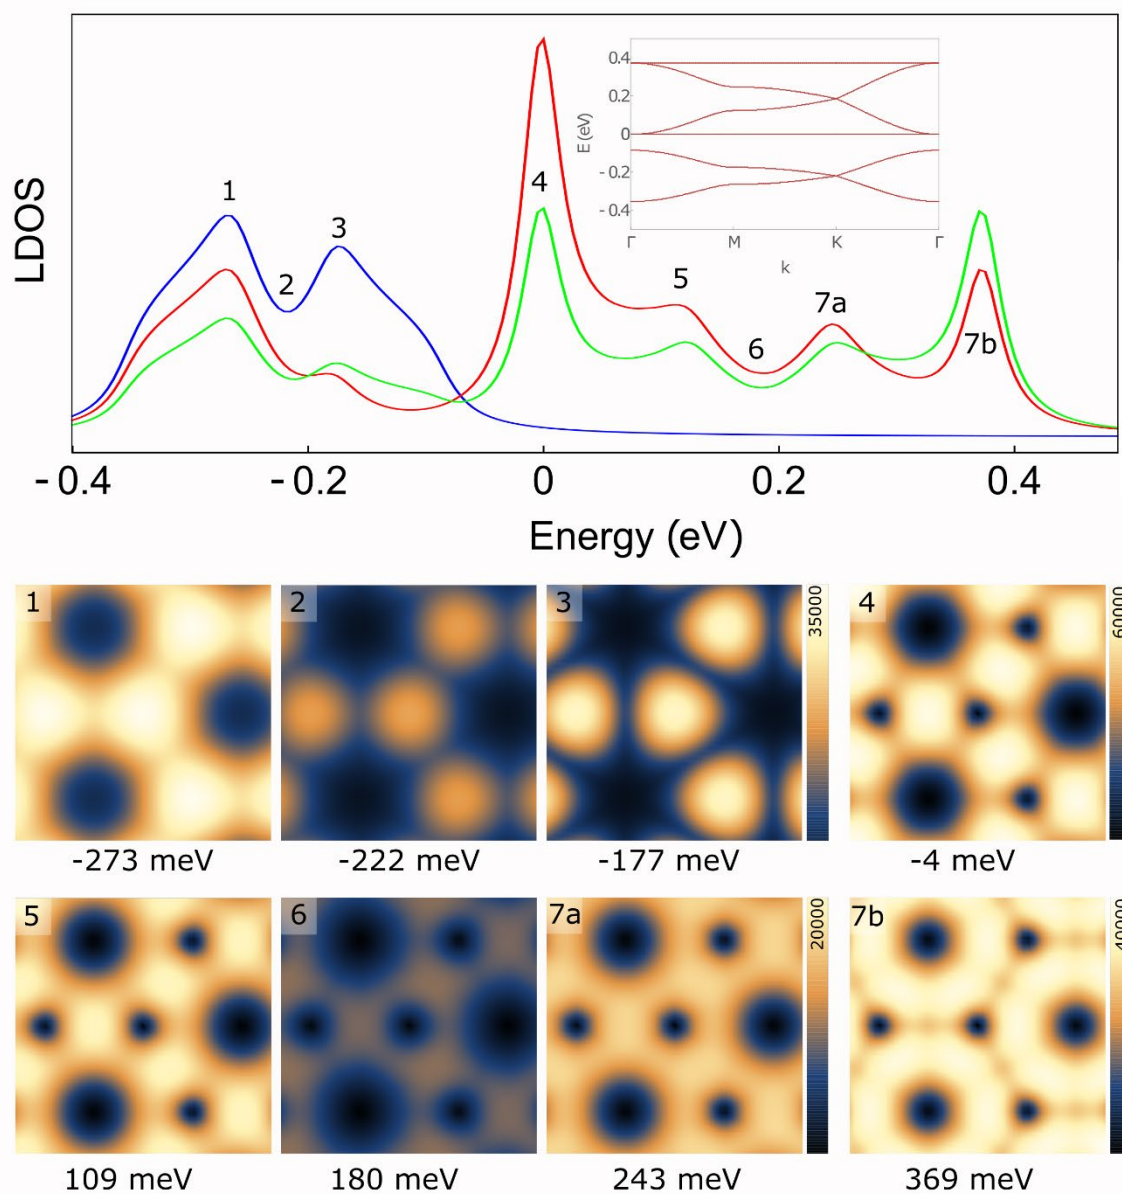 LDOS
1
2
3
4
5
6
7a
7b
E (eV)
0.4
0.2
0
-0.2
-0.4
Γ M K Γ
k
-0.4 -0.2 0 0.2 0.4
Energy (eV)
1 2 3 35000 4 60000
-273 meV -222 meV -177 meV -4 meV
5 6 7a 20000 7b 40000
109 meV 180 meV 243 meV 369 meV